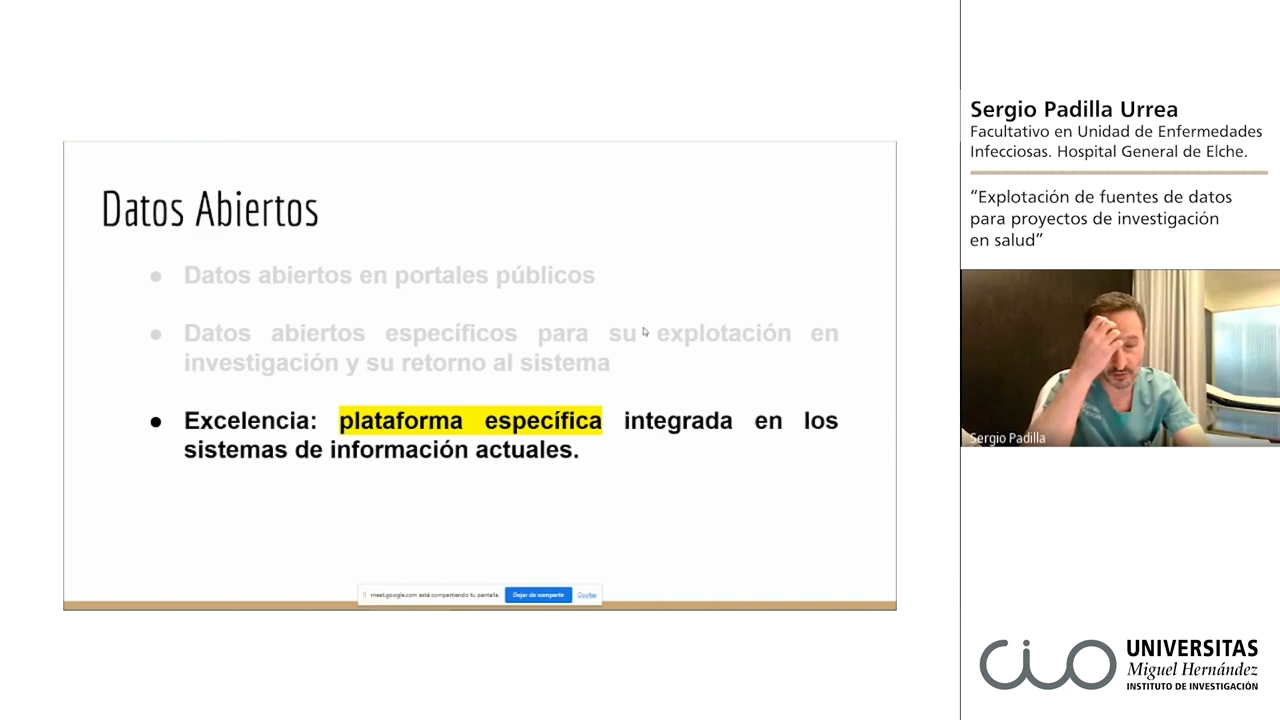 Datos Abiertos
● Datos abiertos en portales públicos
● Datos abiertos específicos para su explotación en
investigación y su retorno al sistema
● Excelencia: plataforma específica integrada en los
sistemas de información actuales.
meet.google.com está compartiendo tu pantalla.
Dejar de compartir
Ocultar
Sergio Padilla Urrea
Facultativo en Unidad de Enfermedades
Infecciosas. Hospital General de Elche.
“Explotación de fuentes de datos
para proyectos de investigación
en salud”
Sergio Padilla
cio
UNIVERSITAS
Miguel Hernández
INSTITUTO DE INVESTIGACIÓN